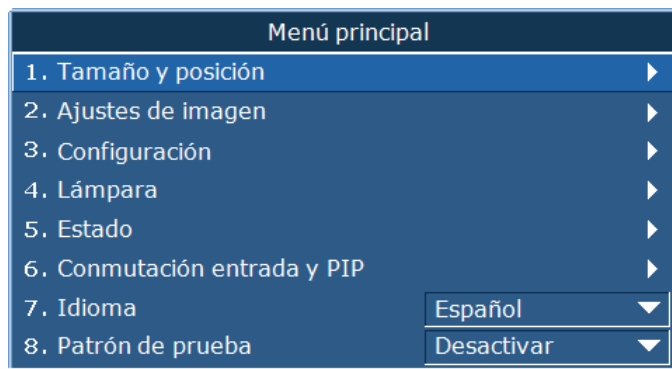 Menú principal
1. Tamaño y posición
2. Ajustes de imagen
3. Configuración
4. Lámpara
5. Estado
6. Conmutación entrada y PIP
7. Idioma Español
8. Patrón de prueba Desactivar